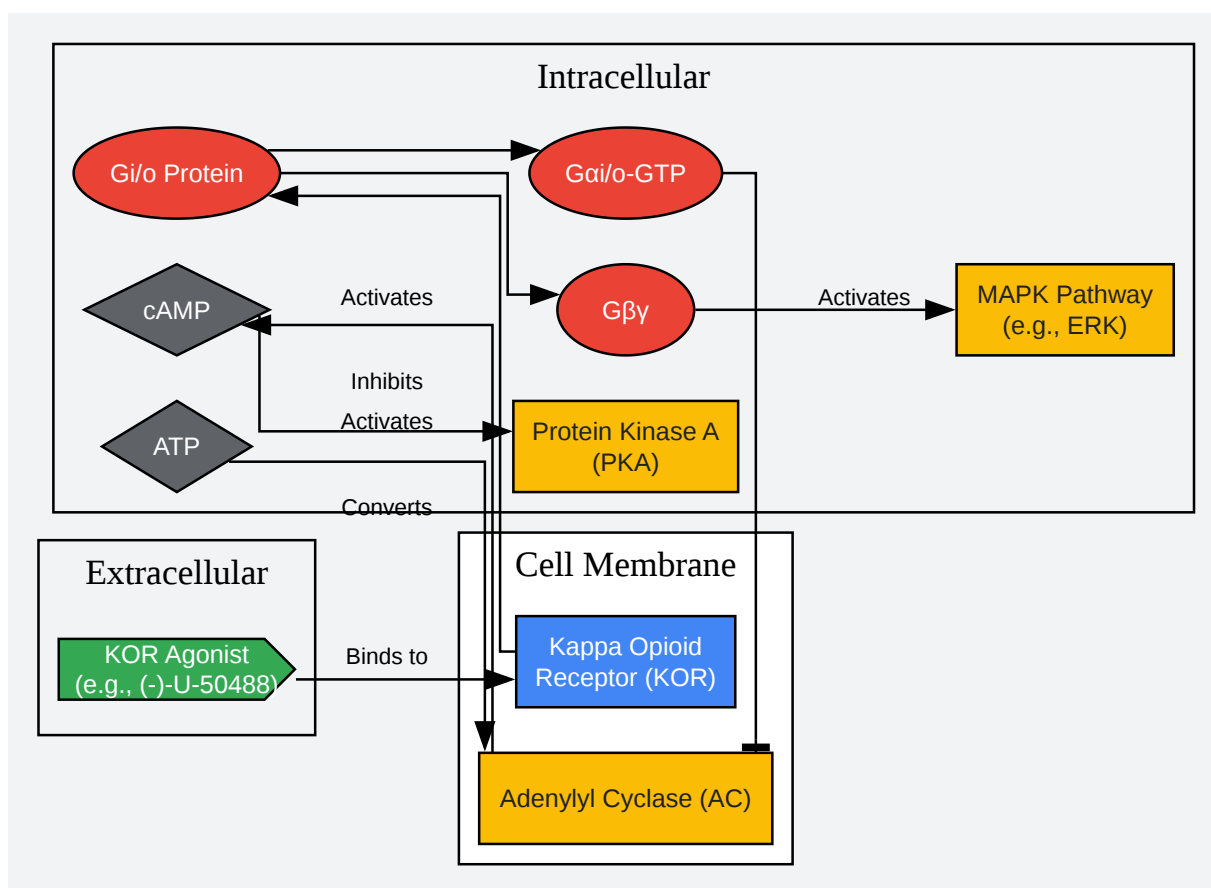 Intracellular
Gi/o Protein
Gαi/o-GTP
cAMP
Activates
Gβγ
Activates
MAPK Pathway
(e.g., ERK)
Inhibits
Activates
ATP
Protein Kinase A
(PKA)
Converts
Extracellular
Cell Membrane
KOR Agonist
(e.g., (-)-U-50488)
Binds to
Kappa Opioid
Receptor (KOR)
Adenylyl Cyclase (AC)